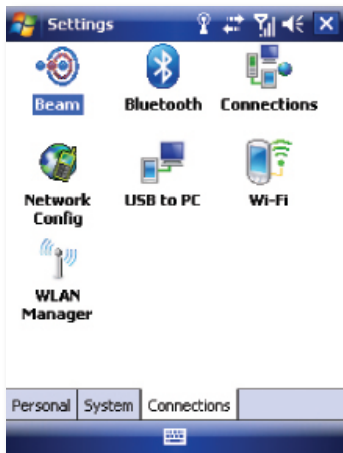 Settings
Beam
Bluetooth
Connections
Network
Config
USB to PC
Wi-Fi
WLAN
Manager
Personal System Connections